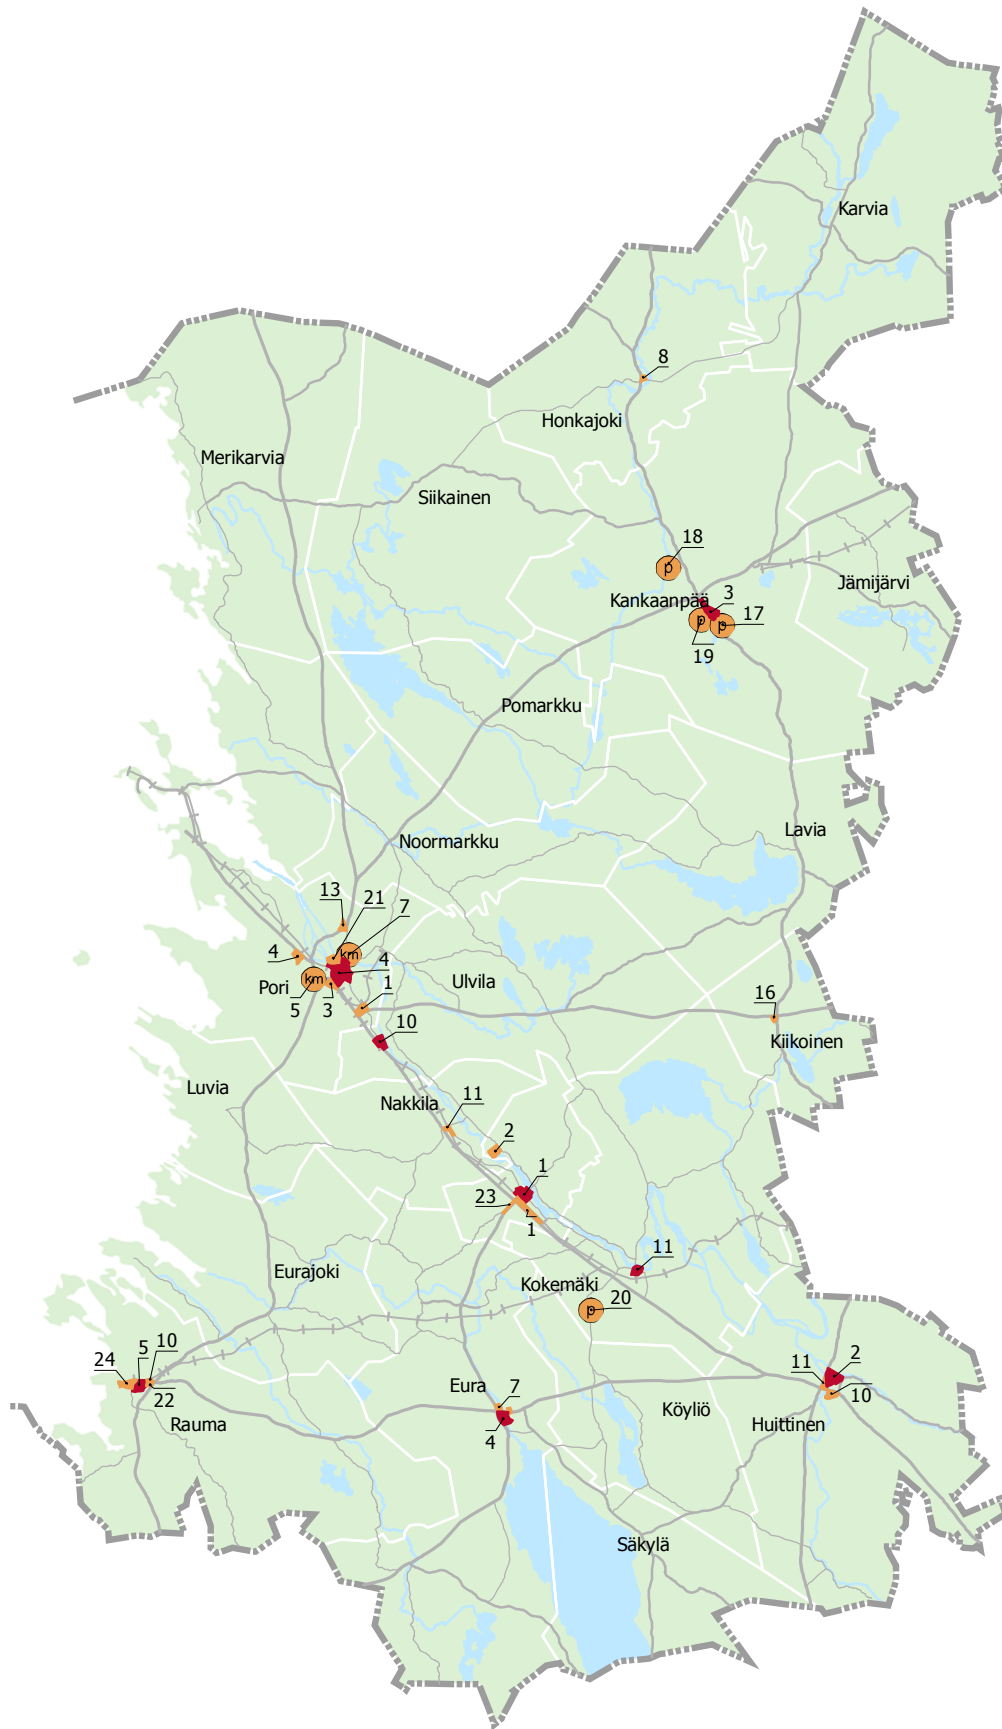 Karvia
8
Honkajoki
Merikarvia
Siikainen
18
p
Jämijärvi
Kankaanpää
3
p
p
17
19
Pomarkku
Lavia
Noormarkku
13
21
7
4
km
4
Pori
km
5
3
1
Ulvila
16
10
Kiikoinen
Luvia
Nakkila
11
2
1
23
1
11
Eurajoki
Kokemäki
20
p
24
5
10
22
Rauma
Eura
7
4
Köyliö
11
2
10
Huittinen
Säkylä